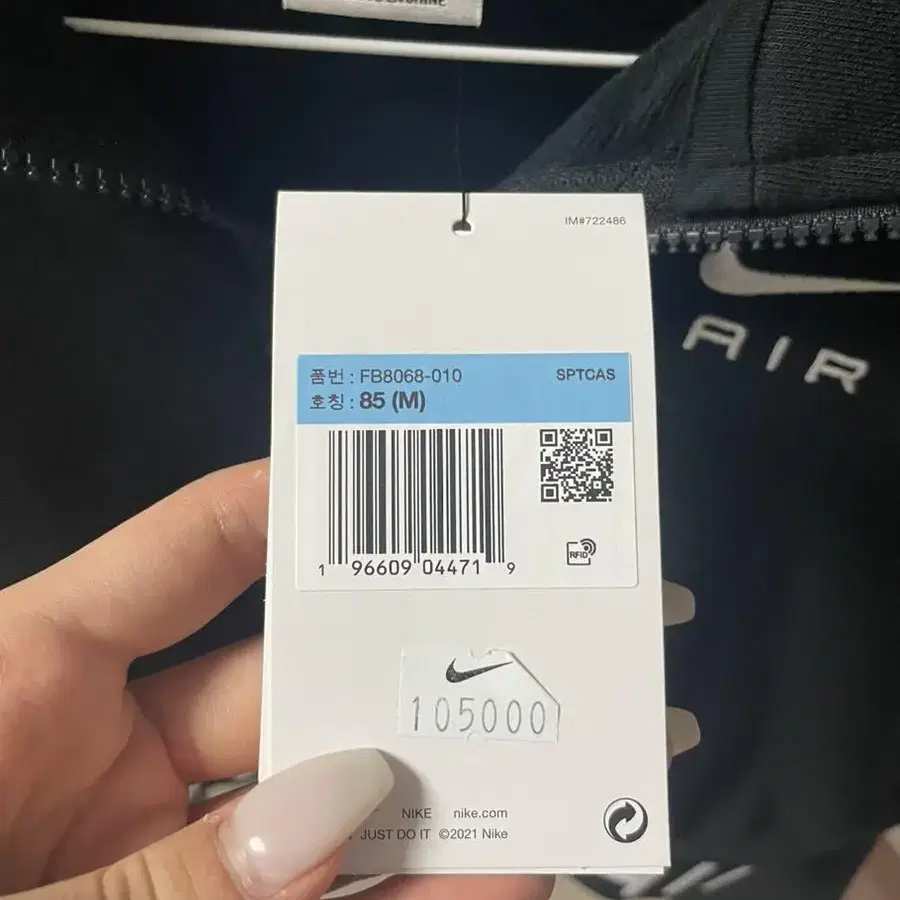 IM#722486
AIR
품번 : FB8068-010 SPTCAS
호칭 : 85 (M)
1 96609 04471 9
RFID
105000
NIKE nike.com
JUST DO IT ©2021 Nike